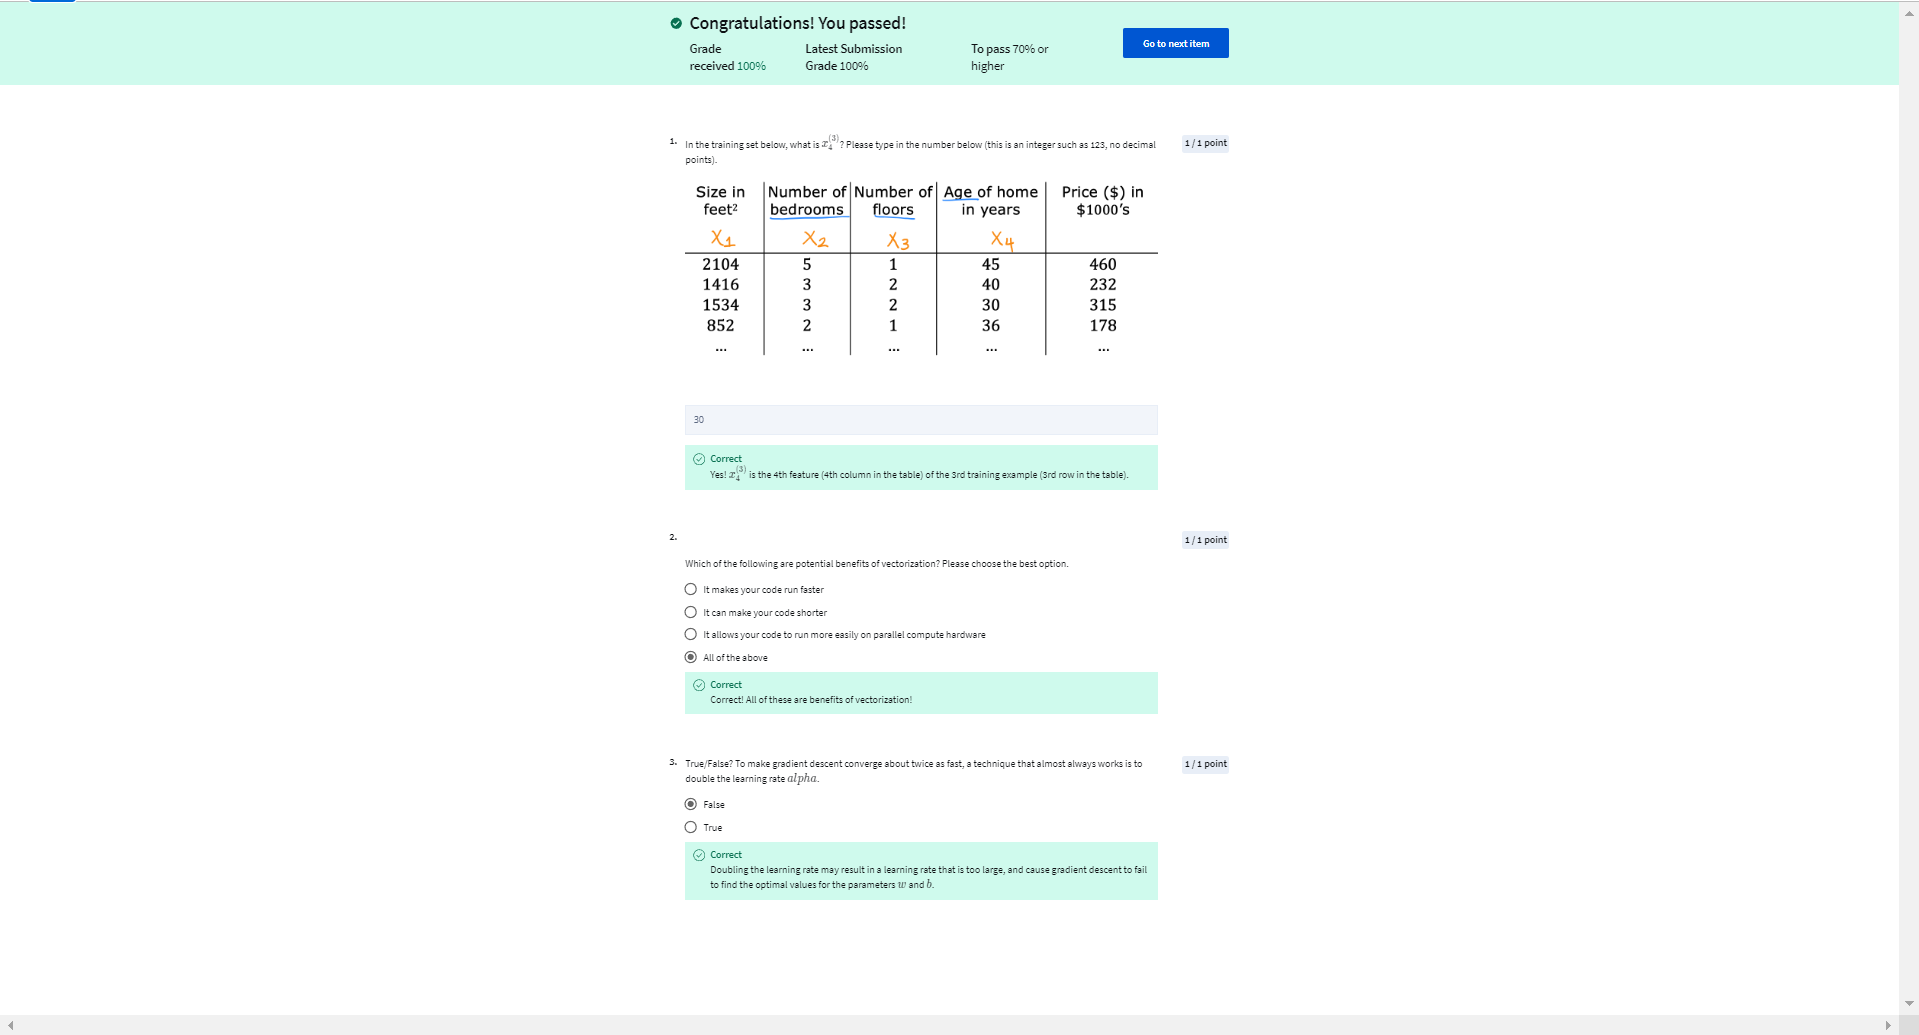 Congratulations! You passed!
Grade received 100%
Latest Submission Grade 100%
To pass 70% or higher
Go to next item
1. In the training set below, what is x₄⁽³⁾? Please type in the number below (this is an integer such as 123, no decimal
points).
1 / 1 point
Size in feet² Number of bedrooms Number of floors Age of home in years Price ($) in $1000's
X1 X2 X3 X4
2104 5 1 45 460
1416 3 2 40 232
1534 3 2 30 315
852 2 1 36 178
... ... ... ... ...
30
Correct
Yes! x₄⁽³⁾ is the 4th feature (4th column in the table) of the 3rd training example (3rd row in the table).
2.
1 / 1 point
Which of the following are potential benefits of vectorization? Please choose the best option.
It makes your code run faster
It can make your code shorter
It allows your code to run more easily on parallel compute hardware
All of the above
Correct
Correct! All of these are benefits of vectorization!
3. True/False? To make gradient descent converge about twice as fast, a technique that almost always works is to
double the learning rate alpha.
1 / 1 point
False
True
Correct
Doubling the learning rate may result in a learning rate that is too large, and cause gradient descent to fail
to find the optimal values for the parameters w and b.